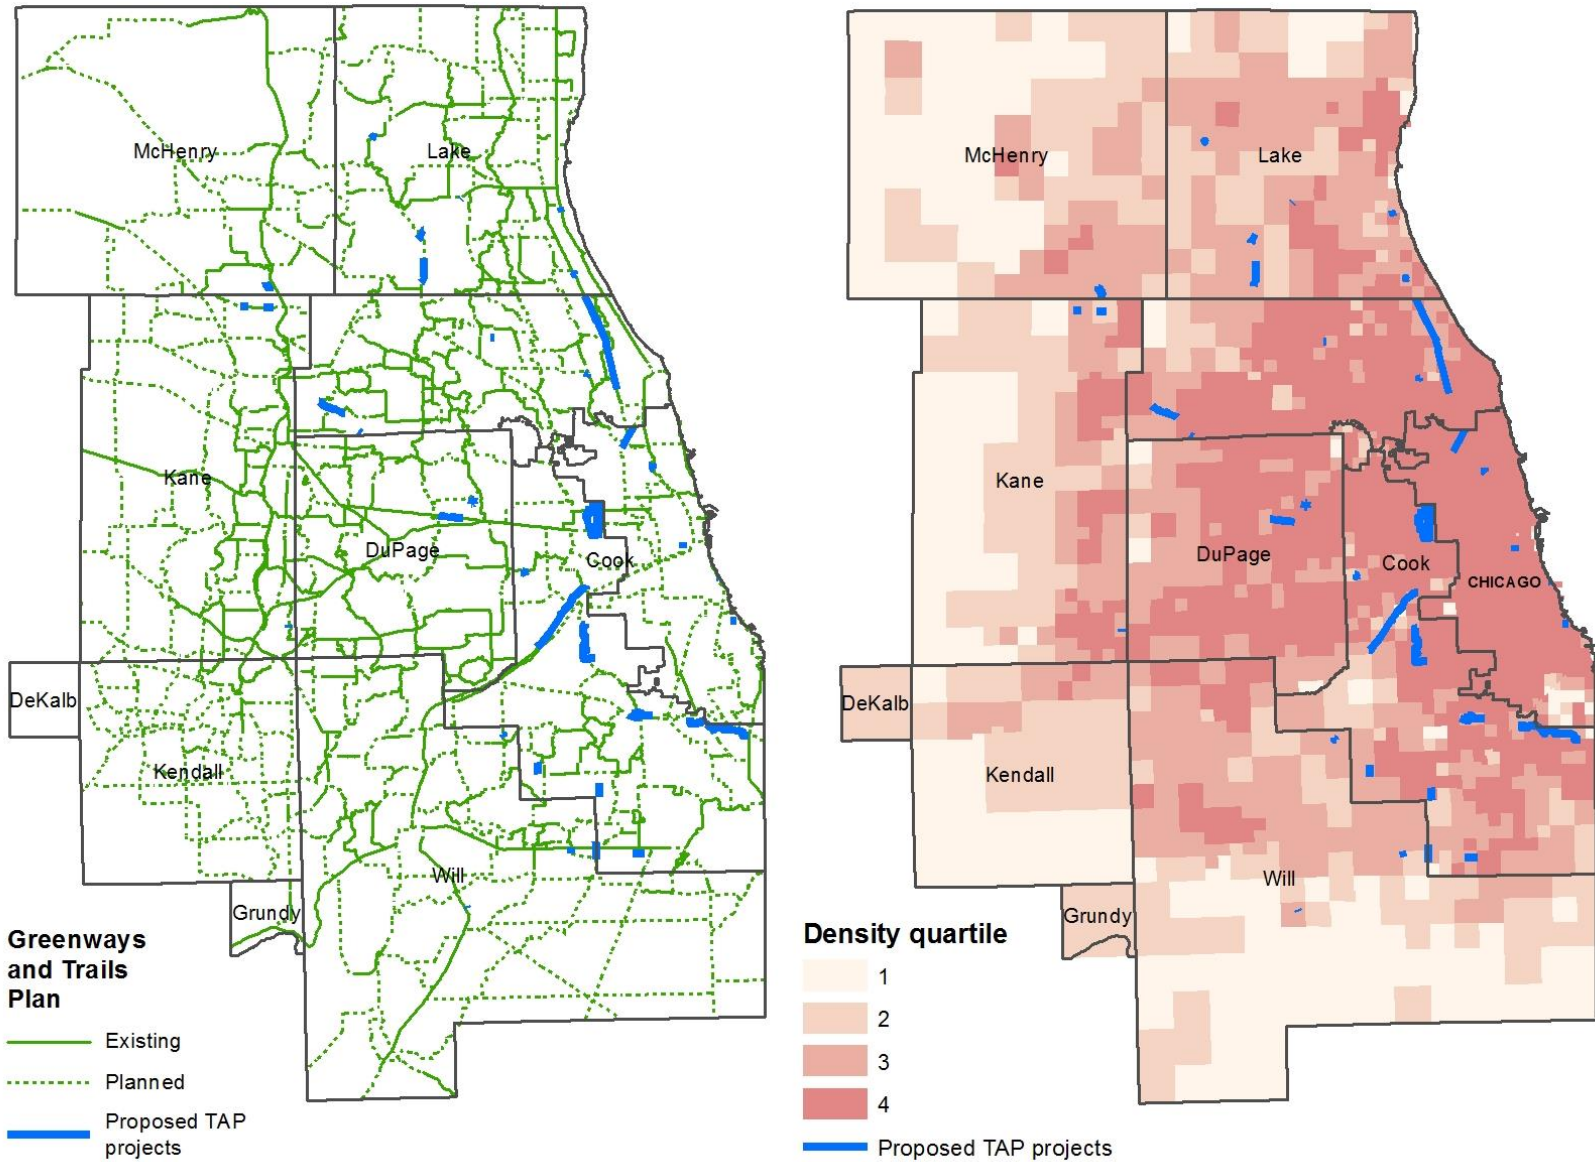 McHenry
Lake
Kane
DuPage
Cook
DeKalb
Kendall
Will
Grundy
Greenways
and Trails
Plan
Existing
Planned
Proposed TAP
projects
McHenry
Lake
Kane
DuPage
Cook
CHICAGO
DeKalb
Kendall
Will
Grundy
Density quartile
1
2
3
4
Proposed TAP projects